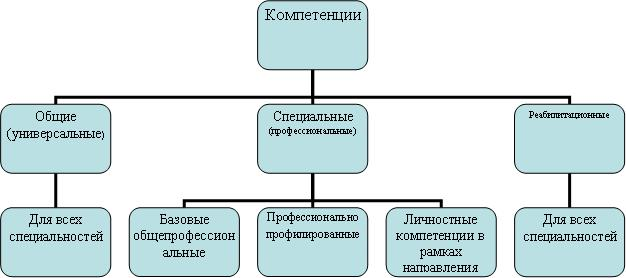 Компетенции
Общие
(универсальные)
Специальные
(профессиональные)
Реабилитационные
Для всех
специальностей
Базовые
общепрофессион
альные
Профессионально
профилированные
Личностные
компетенции в
рамках
направления
Для всех
специальностей